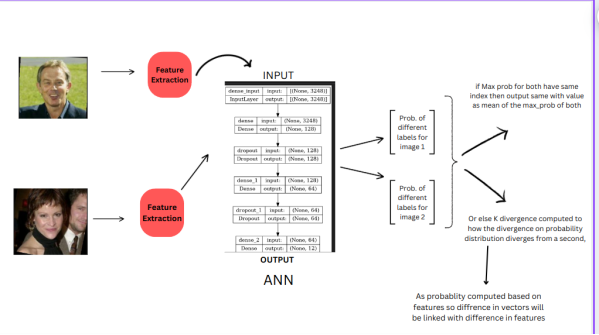 Feature
Extraction
INPUT
dense_input input: [(None, 3248)]
InputLayer output: [(None, 3248)]
dense input: (None, 3248)
Dense output: (None, 128)
dropout input: (None, 128)
Dropout output: (None, 128)
dense_1 input: (None, 128)
Dense output: (None, 64)
dropout_1 input: (None, 64)
Dropout output: (None, 64)
dense_2 input: (None, 64)
Dense output: (None, 12)
OUTPUT
ANN
Feature
Extraction
Prob. of
different
labels for
image 1
Prob. of
different
labels for
image 2
if Max prob for both have same
index then output same with value
as mean of the max_prob of both
Or else K divergence computed to
how the divergence on probability
distribution diverges from a second,
As probablity computed based on
features so diffrence in vectors will
be linked with difference in features